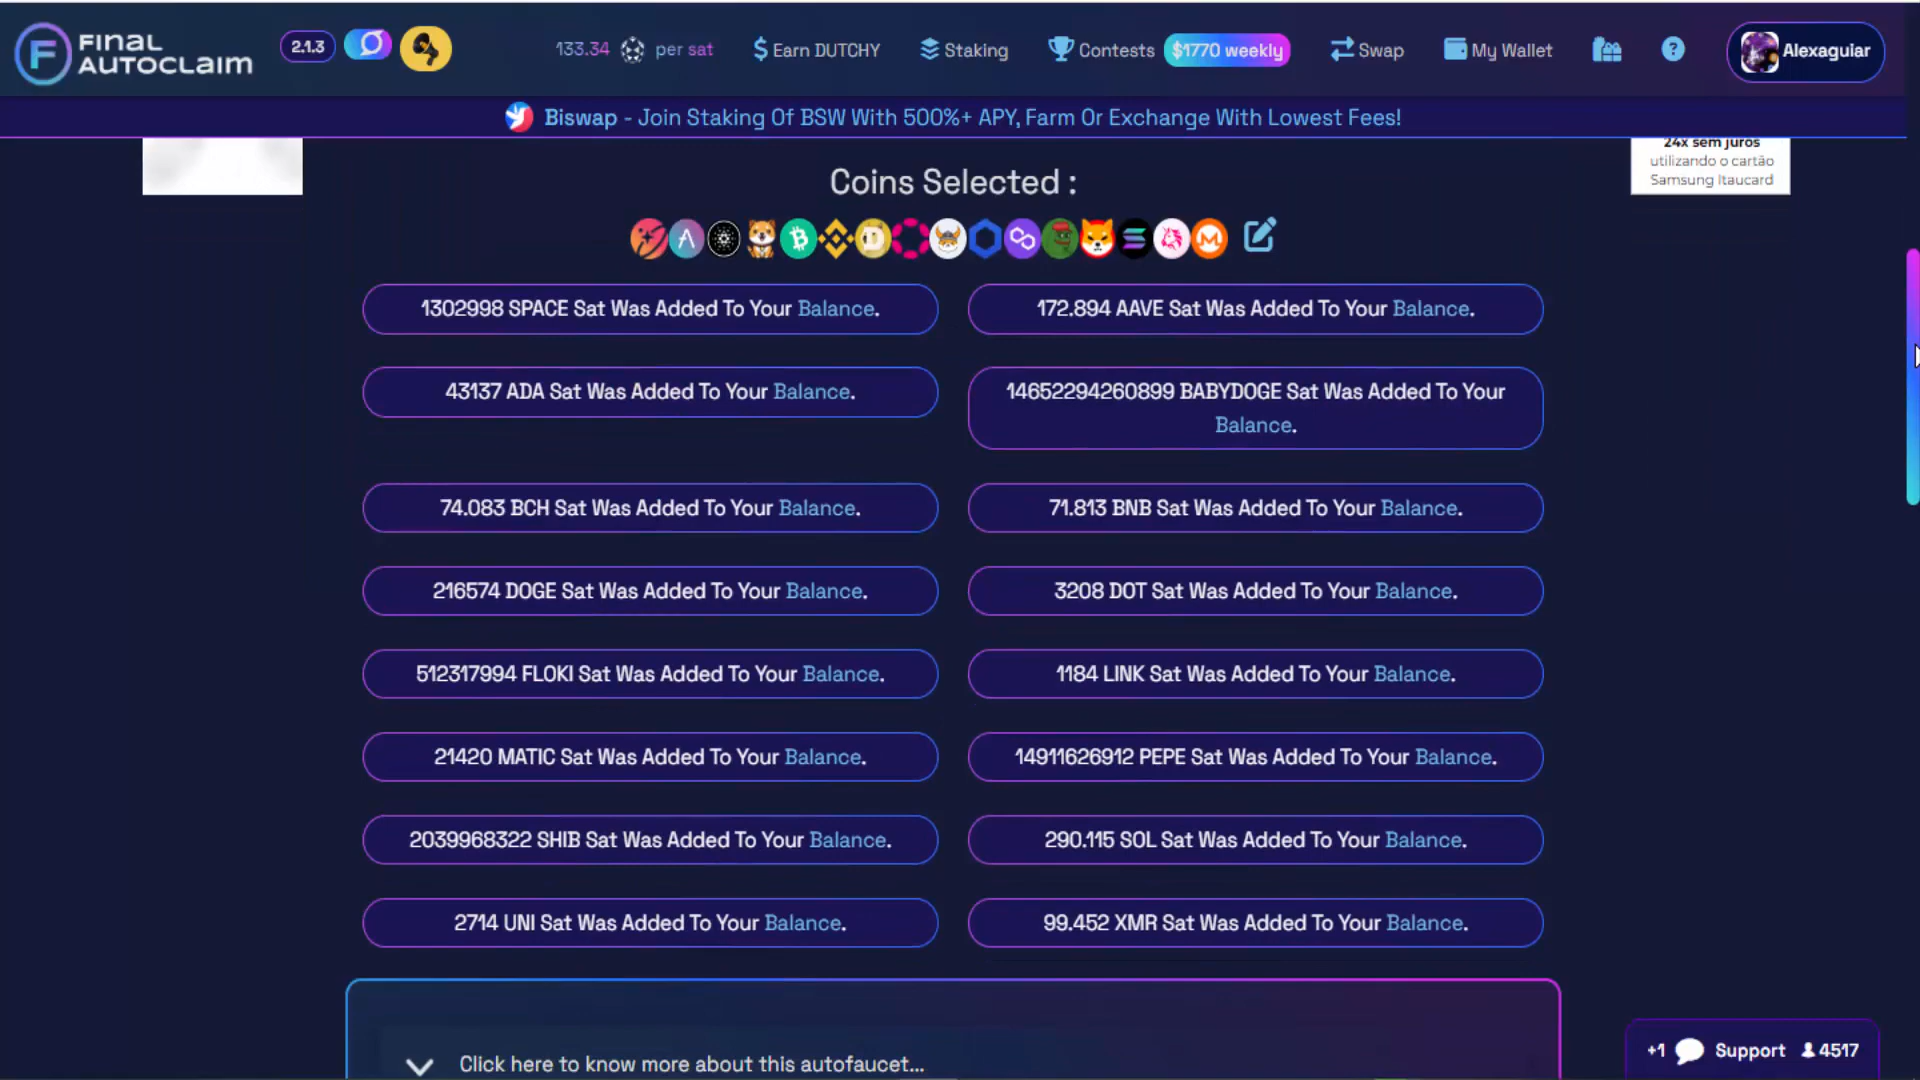 FINAL AUTOCLAIM
2.1.3
133.34 per sat
Earn DUTCHY
Staking
Contests $1770 weekly
Swap
My Wallet
?
Alexaguiar
Biswap - Join Staking Of BSW With 500%+ APY, Farm Or Exchange With Lowest Fees!
24x sem juros
utilizando o cartão
Samsung Itaucard
Coins Selected :
1302998 SPACE Sat Was Added To Your Balance.
172.894 AAVE Sat Was Added To Your Balance.
43137 ADA Sat Was Added To Your Balance.
14652294260899 BABYDOGE Sat Was Added To Your
Balance.
74.083 BCH Sat Was Added To Your Balance.
71.813 BNB Sat Was Added To Your Balance.
216574 DOGE Sat Was Added To Your Balance.
3208 DOT Sat Was Added To Your Balance.
512317994 FLOKI Sat Was Added To Your Balance.
1184 LINK Sat Was Added To Your Balance.
21420 MATIC Sat Was Added To Your Balance.
14911626912 PEPE Sat Was Added To Your Balance.
2039968322 SHIB Sat Was Added To Your Balance.
290.115 SOL Sat Was Added To Your Balance.
2714 UNI Sat Was Added To Your Balance.
99.452 XMR Sat Was Added To Your Balance.
Click here to know more about this autofaucet...
+1 Support 4517